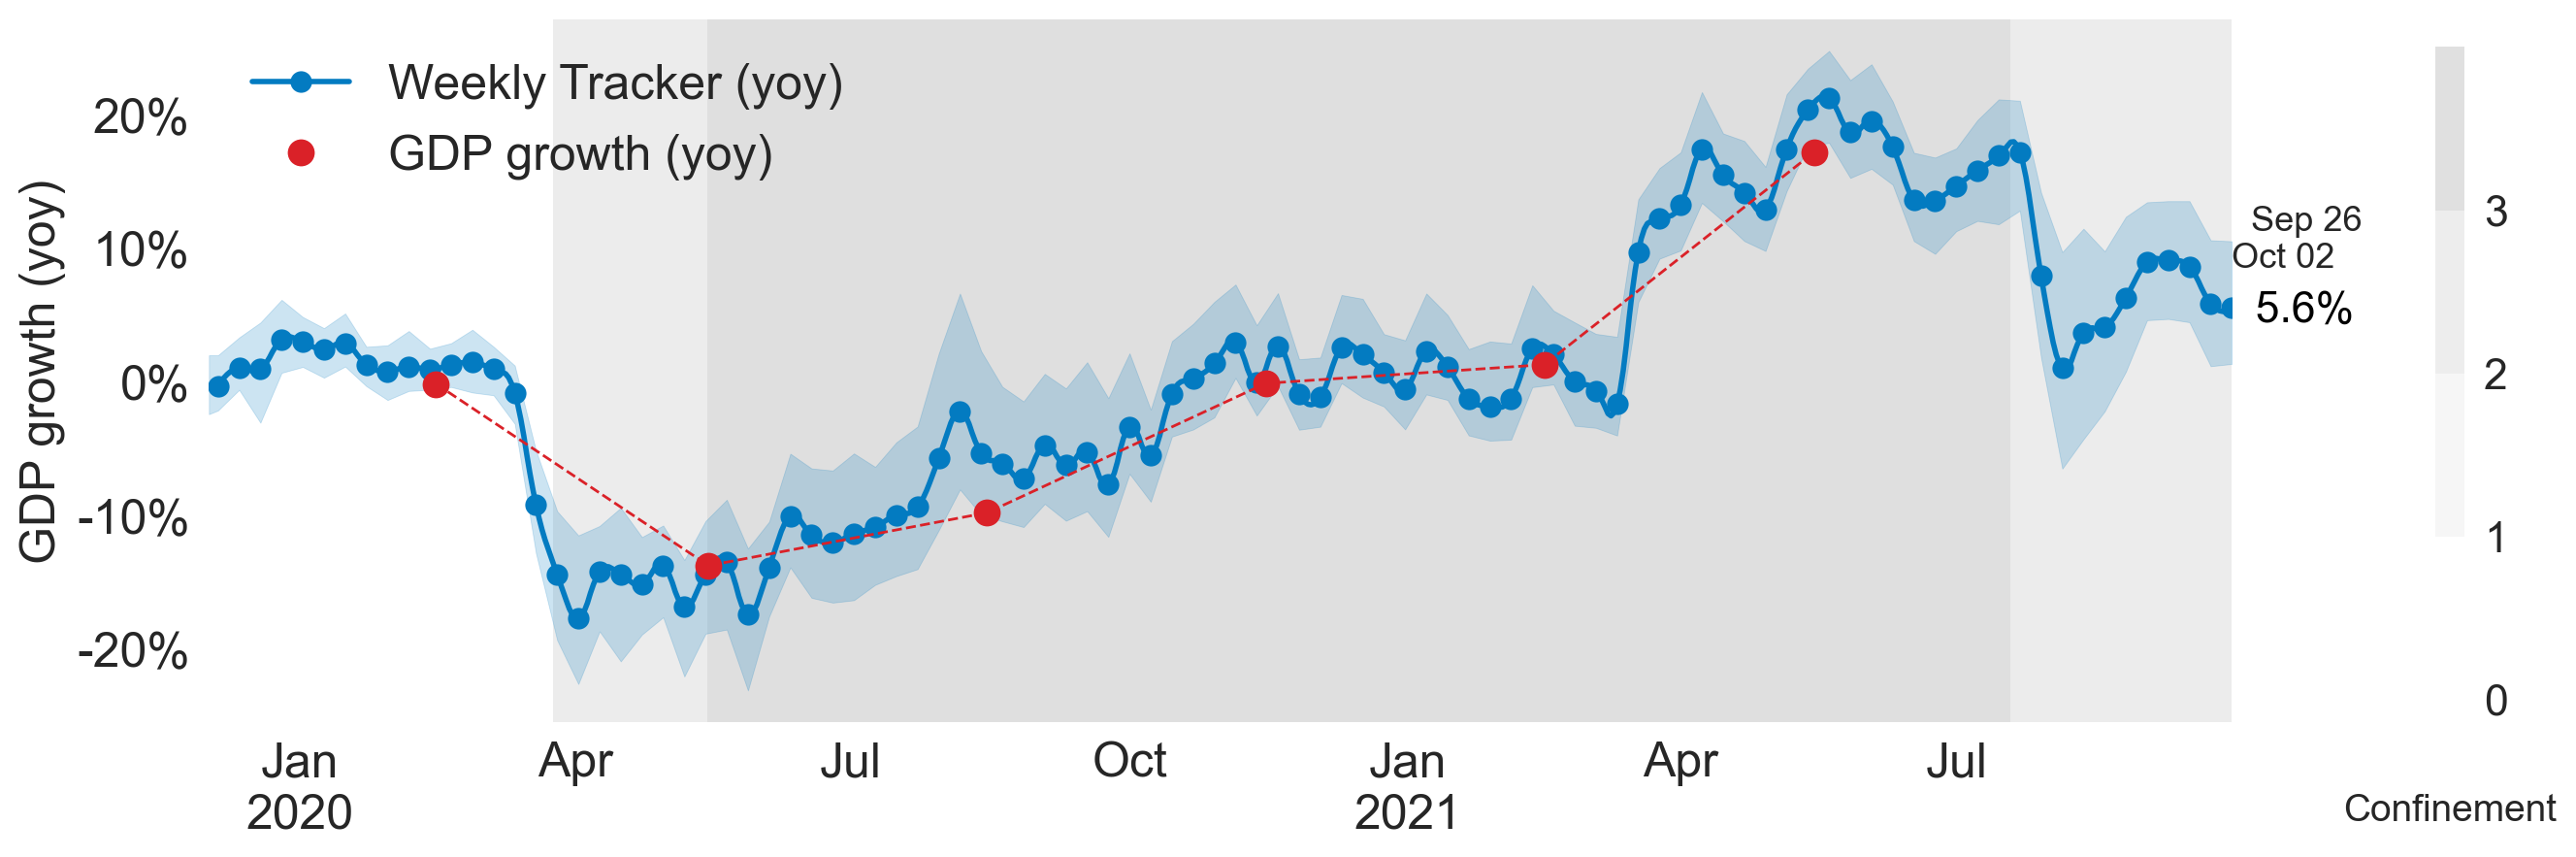 Weekly Tracker (yoy)
GDP growth (yoy)
GDP growth (yoy)
20%
10%
0%
-10%
-20%
Jan
2020
Apr
Jul
Oct
Jan
2021
Apr
Jul
Sep 26
Oct 02
5.6%
3
2
1
0
Confinement